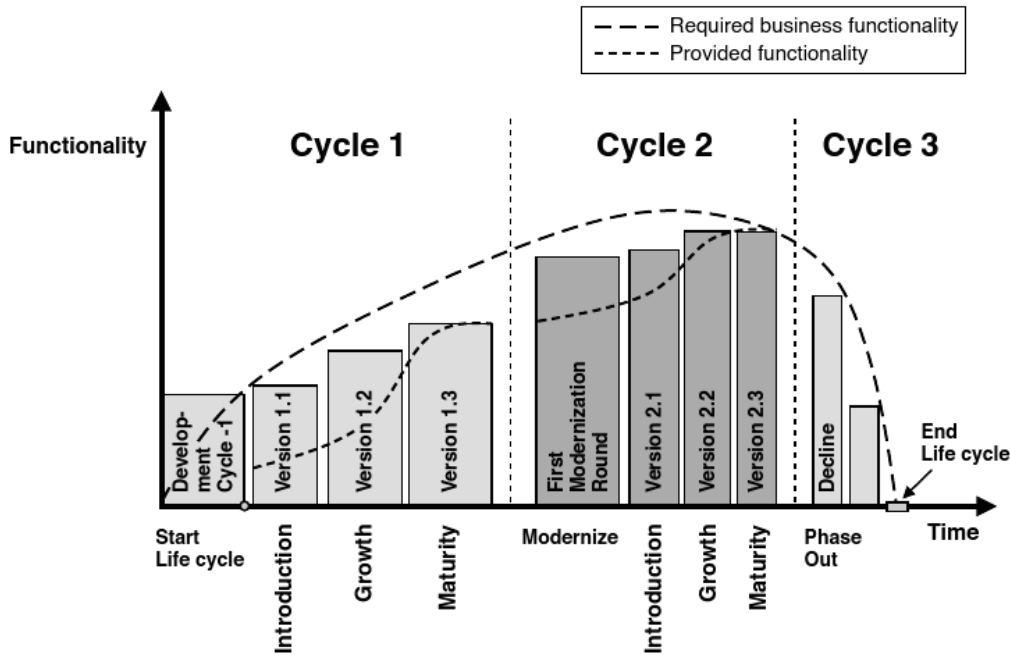 Required business functionality
Provided functionality
Functionality
Cycle 1
Cycle 2
Cycle 3
Develop-
ment
Cycle -1
Version 1.1
Version 1.2
Version 1.3
First
Modernization
Round
Version 2.1
Version 2.2
Version 2.3
Decline
End
Life cycle
Time
Start
Life cycle
Introduction
Growth
Maturity
Modernize
Introduction
Growth
Maturity
Phase
Out